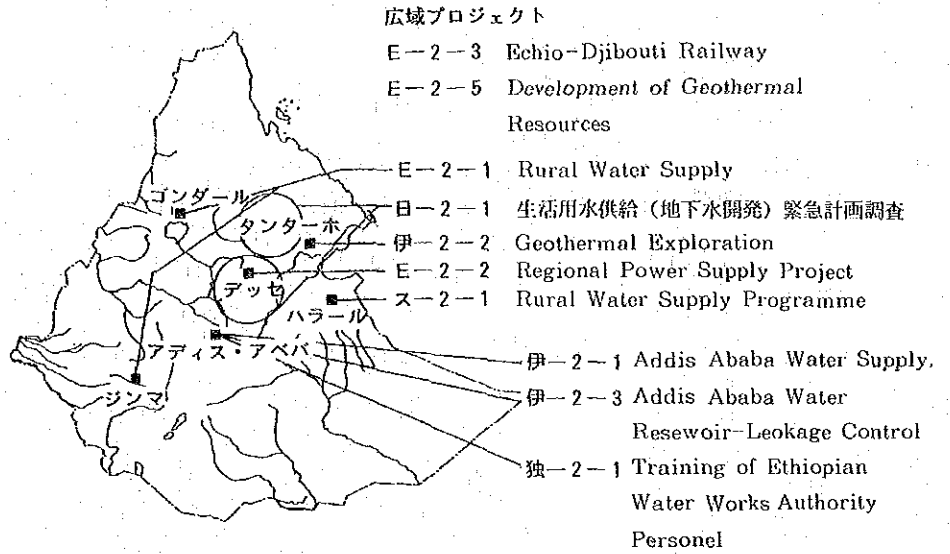 広域プロジェクト
E-2-3 Echio-Djibouti Railway
E-2-5 Development of Geothermal
Resources
E-2-1 Rural Water Supply
日-2-1 生活用水供給（地下水開発）緊急計画調査
伊-2-2 Geothermal Exploration
E-2-2 Regional Power Supply Project
ス-2-1 Rural Water Supply Programme
伊-2-1 Addis Ababa Water Supply.
伊-2-3 Addis Ababa Water
Resewoir-Leokage Control
独-2-1 Training of Ethiopian
Water Works Authority
Personel
ゴンダール
タンターホ
デッセ
ハラール
アディス・アベバ
ジンマ